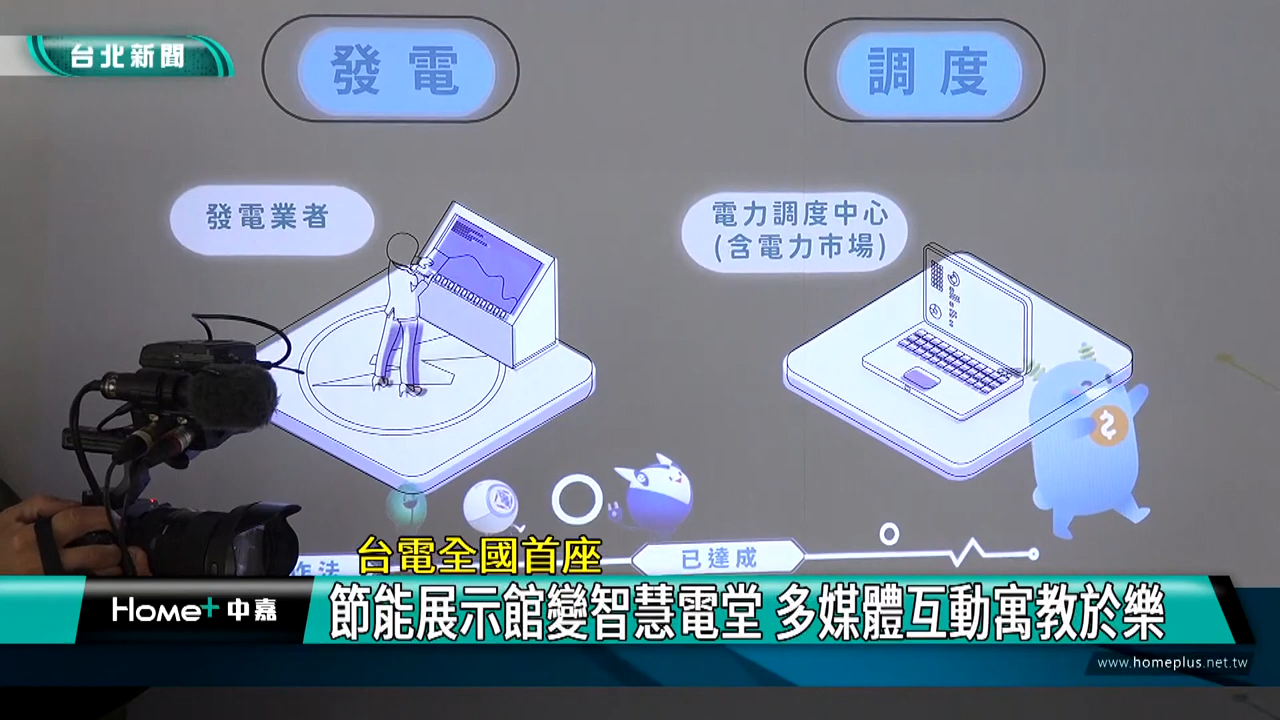 台北新聞
發電
調度
發電業者
電力調度中心
(含電力市場)
作法
已達成
台電全國首座
Home+ 中嘉
節能展示館變智慧電堂 多媒體互動寓教於樂
www.homeplus.net.tw